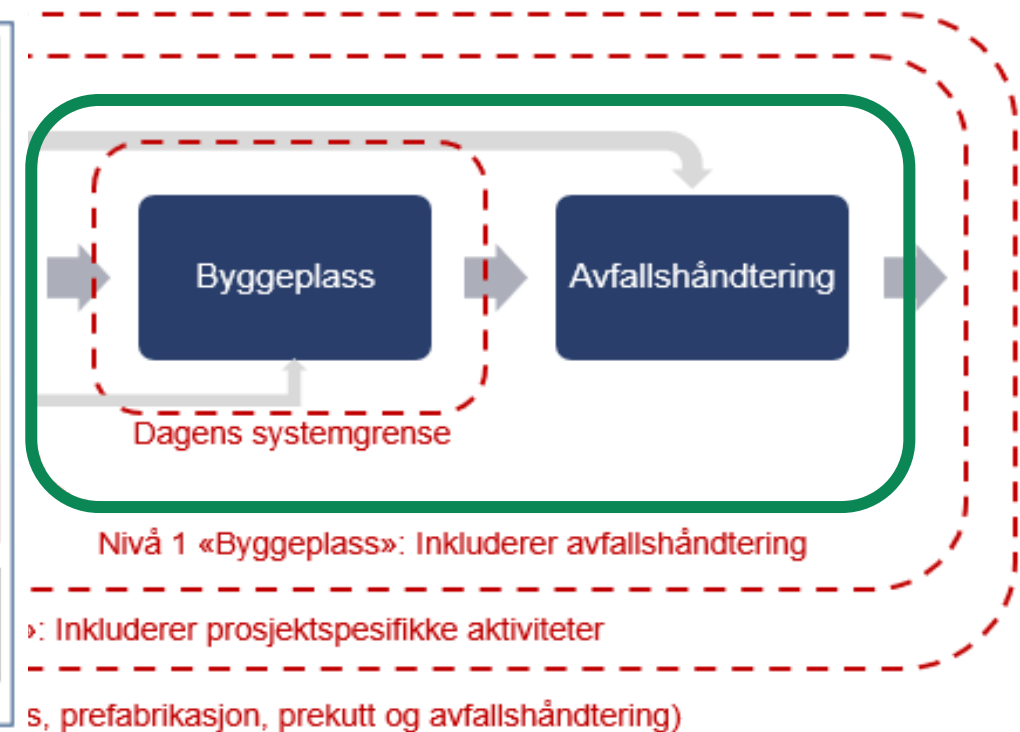 Byggeplass
Avfallshåndtering
Dagens systemgrense
Nivå 1 «Byggeplass»: Inkluderer avfallshåndtering
»: Inkluderer prosjektspesifikke aktiviteter
s, prefabrikasjon, prekutt og avfallshåndtering)